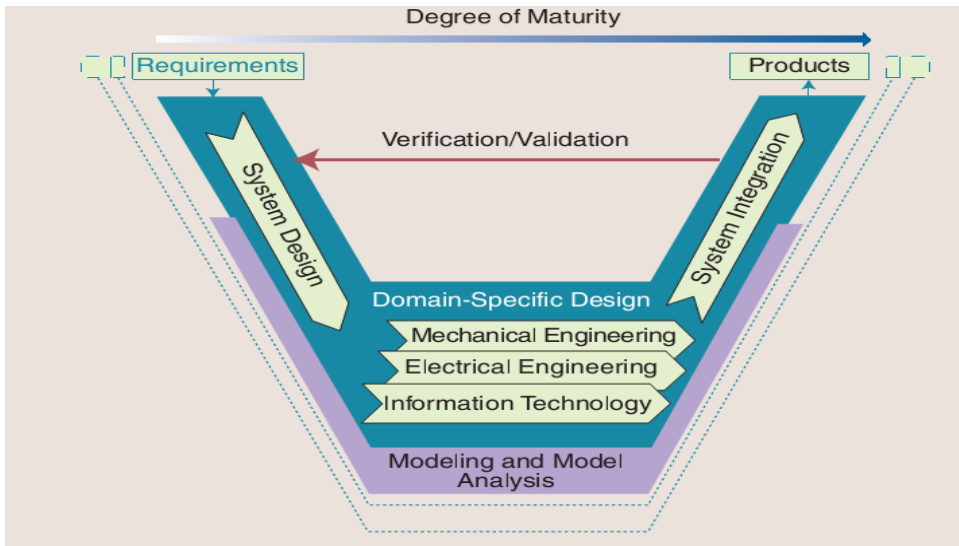 Degree of Maturity
Requirements
Products
Verification/Validation
System Design
System Integration
Domain-Specific Design
Mechanical Engineering
Electrical Engineering
Information Technology
Modeling and Model
Analysis